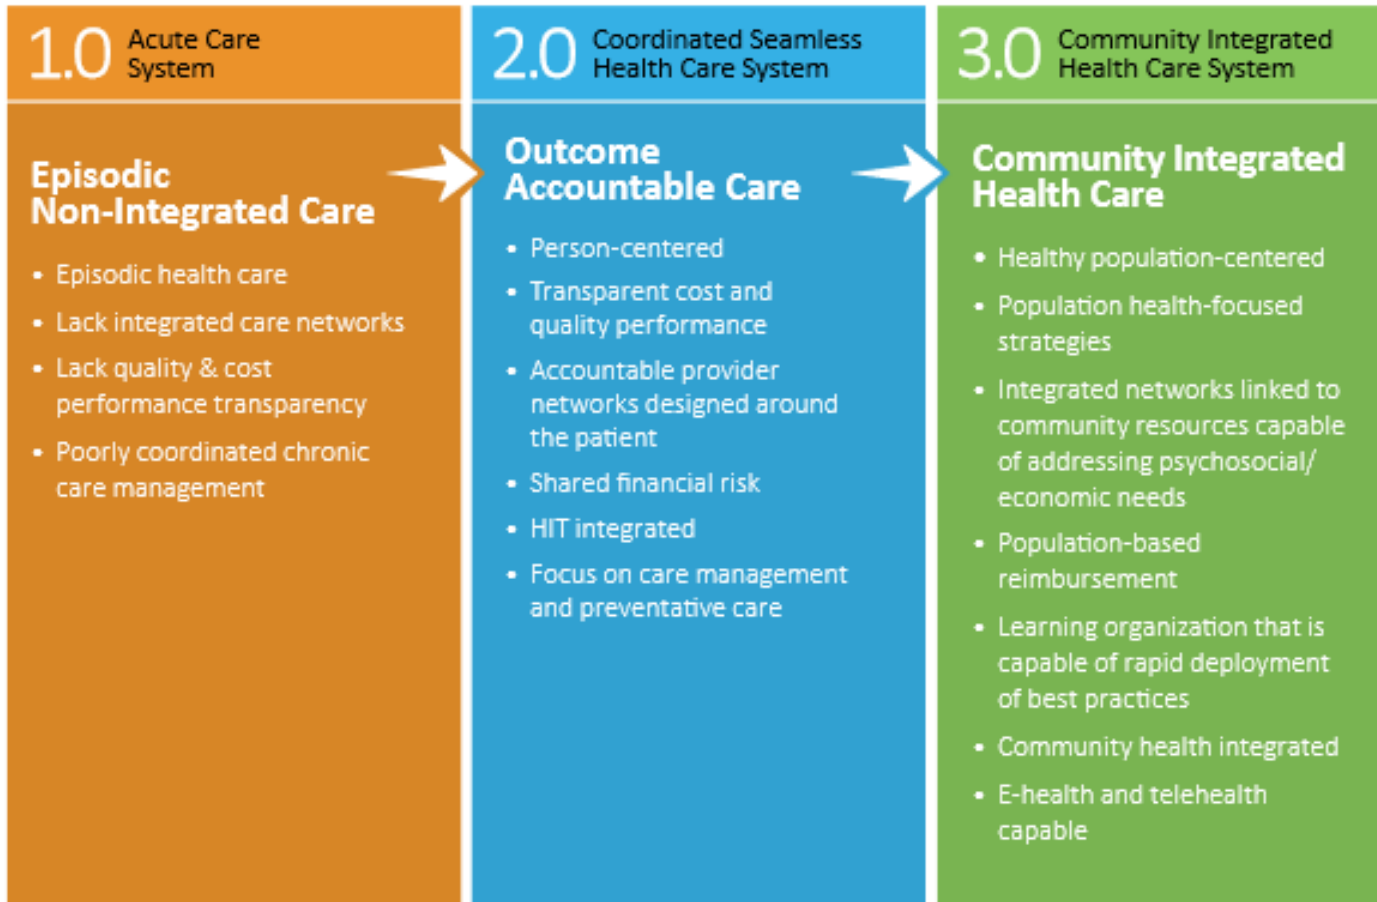 1.0 Acute Care
System
Episodic
Non-Integrated Care
• Episodic health care
• Lack integrated care networks
• Lack quality & cost
performance transparency
• Poorly coordinated chronic
care management
2.0 Coordinated Seamless
Health Care System
Outcome
Accountable Care
• Person-centered
• Transparent cost and
quality performance
• Accountable provider
networks designed around
the patient
• Shared financial risk
• HIT integrated
• Focus on care management
and preventative care
3.0 Community Integrated
Health Care System
Community Integrated
Health Care
• Healthy population-centered
• Population health-focused
strategies
• Integrated networks linked to
community resources capable
of addressing psychosocial/
economic needs
• Population-based
reimbursement
• Learning organization that is
capable of rapid deployment
of best practices
• Community health integrated
• E-health and telehealth
capable